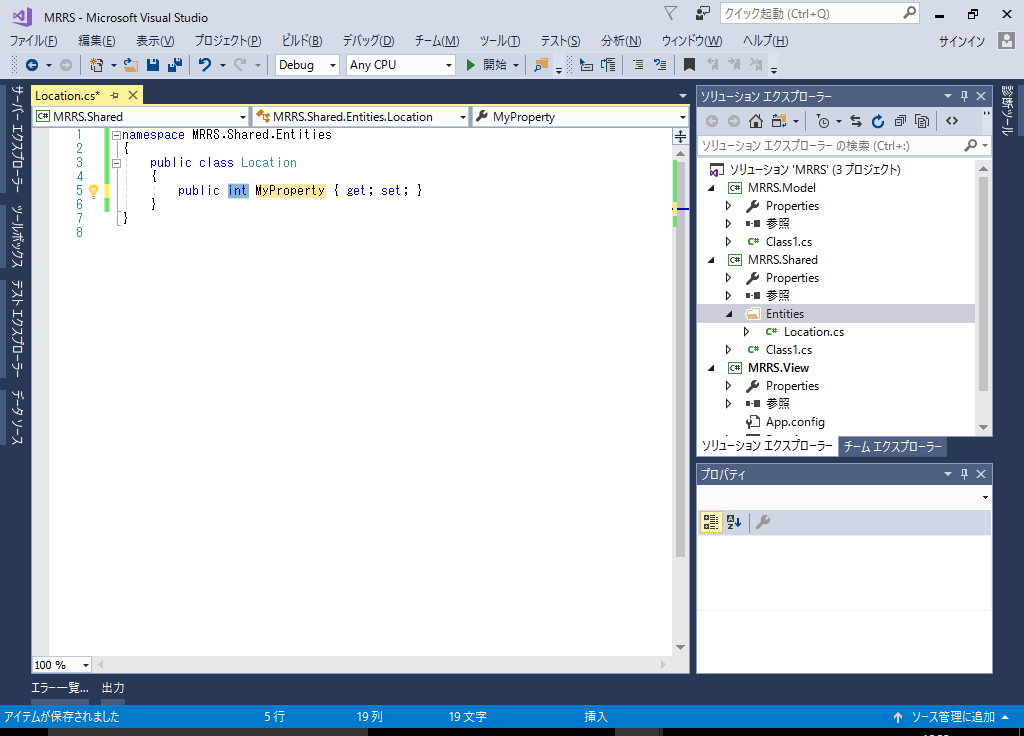 MRRS - Microsoft Visual Studio
クイック起動 (Ctrl+Q)
ファイル(F) 編集(E) 表示(V) プロジェクト(P) ビルド(B) デバッグ(D) チーム(M) ツール(T) テスト(S) 分析(N) ウィンドウ(W) ヘルプ(H) サインイン
Debug Any CPU 開始
サーバー エクスプローラー
ツールボックス
テスト エクスプローラー
データ ソース
Location.cs*
MRRS.Shared MRRS.Shared.Entities.Location MyProperty
1 namespace MRRS.Shared.Entities
2 {
3 public class Location
4 {
5 public int MyProperty { get; set; }
6 }
7 }
8
100 %
ソリューション エクスプローラー
ソリューション エクスプローラー の検索 (Ctrl+:)
ソリューション 'MRRS' (3 プロジェクト)
C# MRRS.Model
Properties
参照
C# Class1.cs
C# MRRS.Shared
Properties
参照
Entities
C# Location.cs
C# Class1.cs
C# MRRS.View
Properties
参照
App.config
ソリューション エクスプローラー チーム エクスプローラー
プロパティ
診断ツール
エラー一覧... 出力
アイテムが保存されました 5 行 19 列 19 文字 挿入 ソース管理に追加